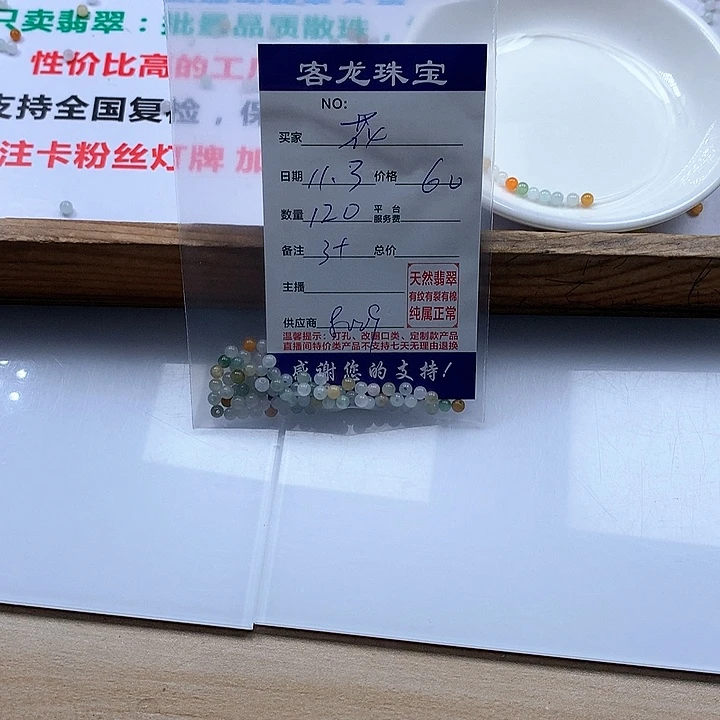 只卖翡翠：批最品货散珠，
性价比高的工厂
支持全国复检，保
注卡粉丝灯牌 加
客龙珠宝
NO:
买家
日期 11.3 价格 60
数量 120 平台服务费
备注 3+ 总价
主播
天然翡翠
有纹有裂有棉
纯属正常
供应商
温馨提示：打孔、改圈口类、定制款产品
直播间特价类产品不支持七天无理由退换
感谢您的支持！